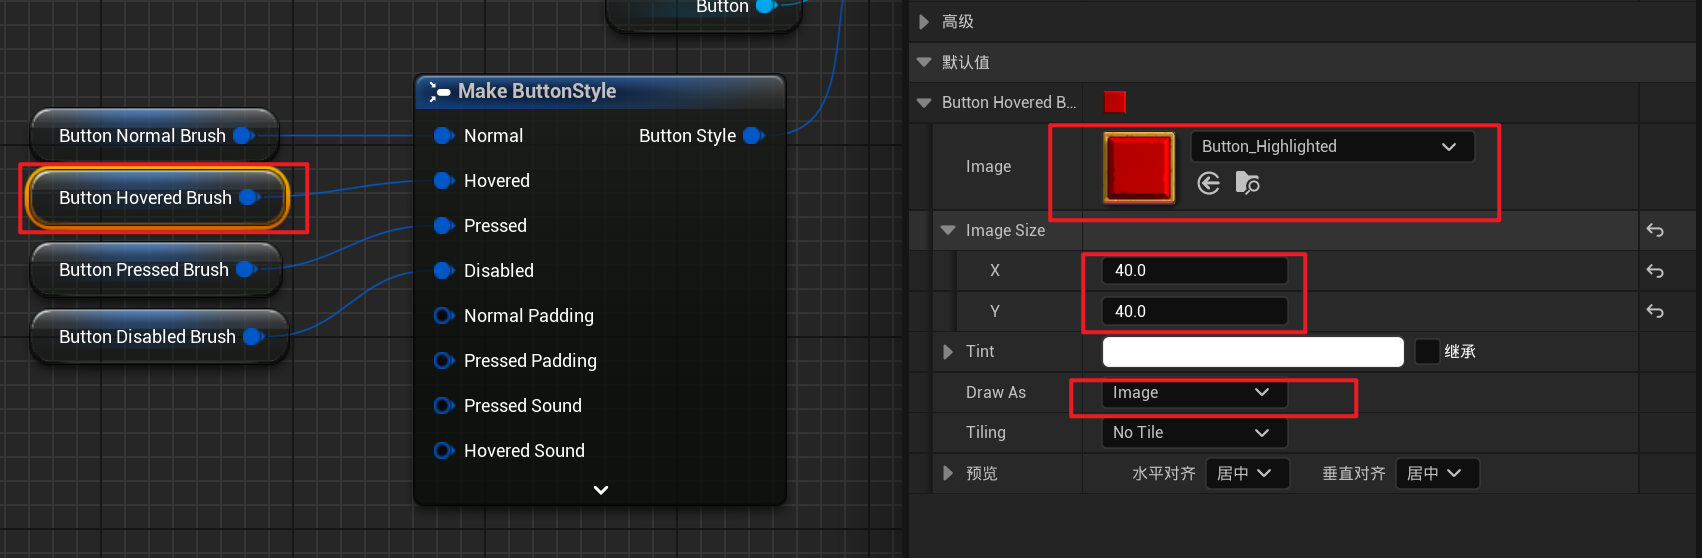 Button
Make ButtonStyle
Button Normal Brush
Normal
Button Style
Button Hovered Brush
Hovered
Pressed
Button Pressed Brush
Disabled
Button Disabled Brush
Normal Padding
Pressed Padding
Pressed Sound
Hovered Sound
高级
默认值
Button Hovered B...
Image
Button_Highlighted
Image Size
X
40.0
Y
40.0
Tint
继承
Draw As
Image
Tiling
No Tile
预览
水平对齐
居中
垂直对齐
居中